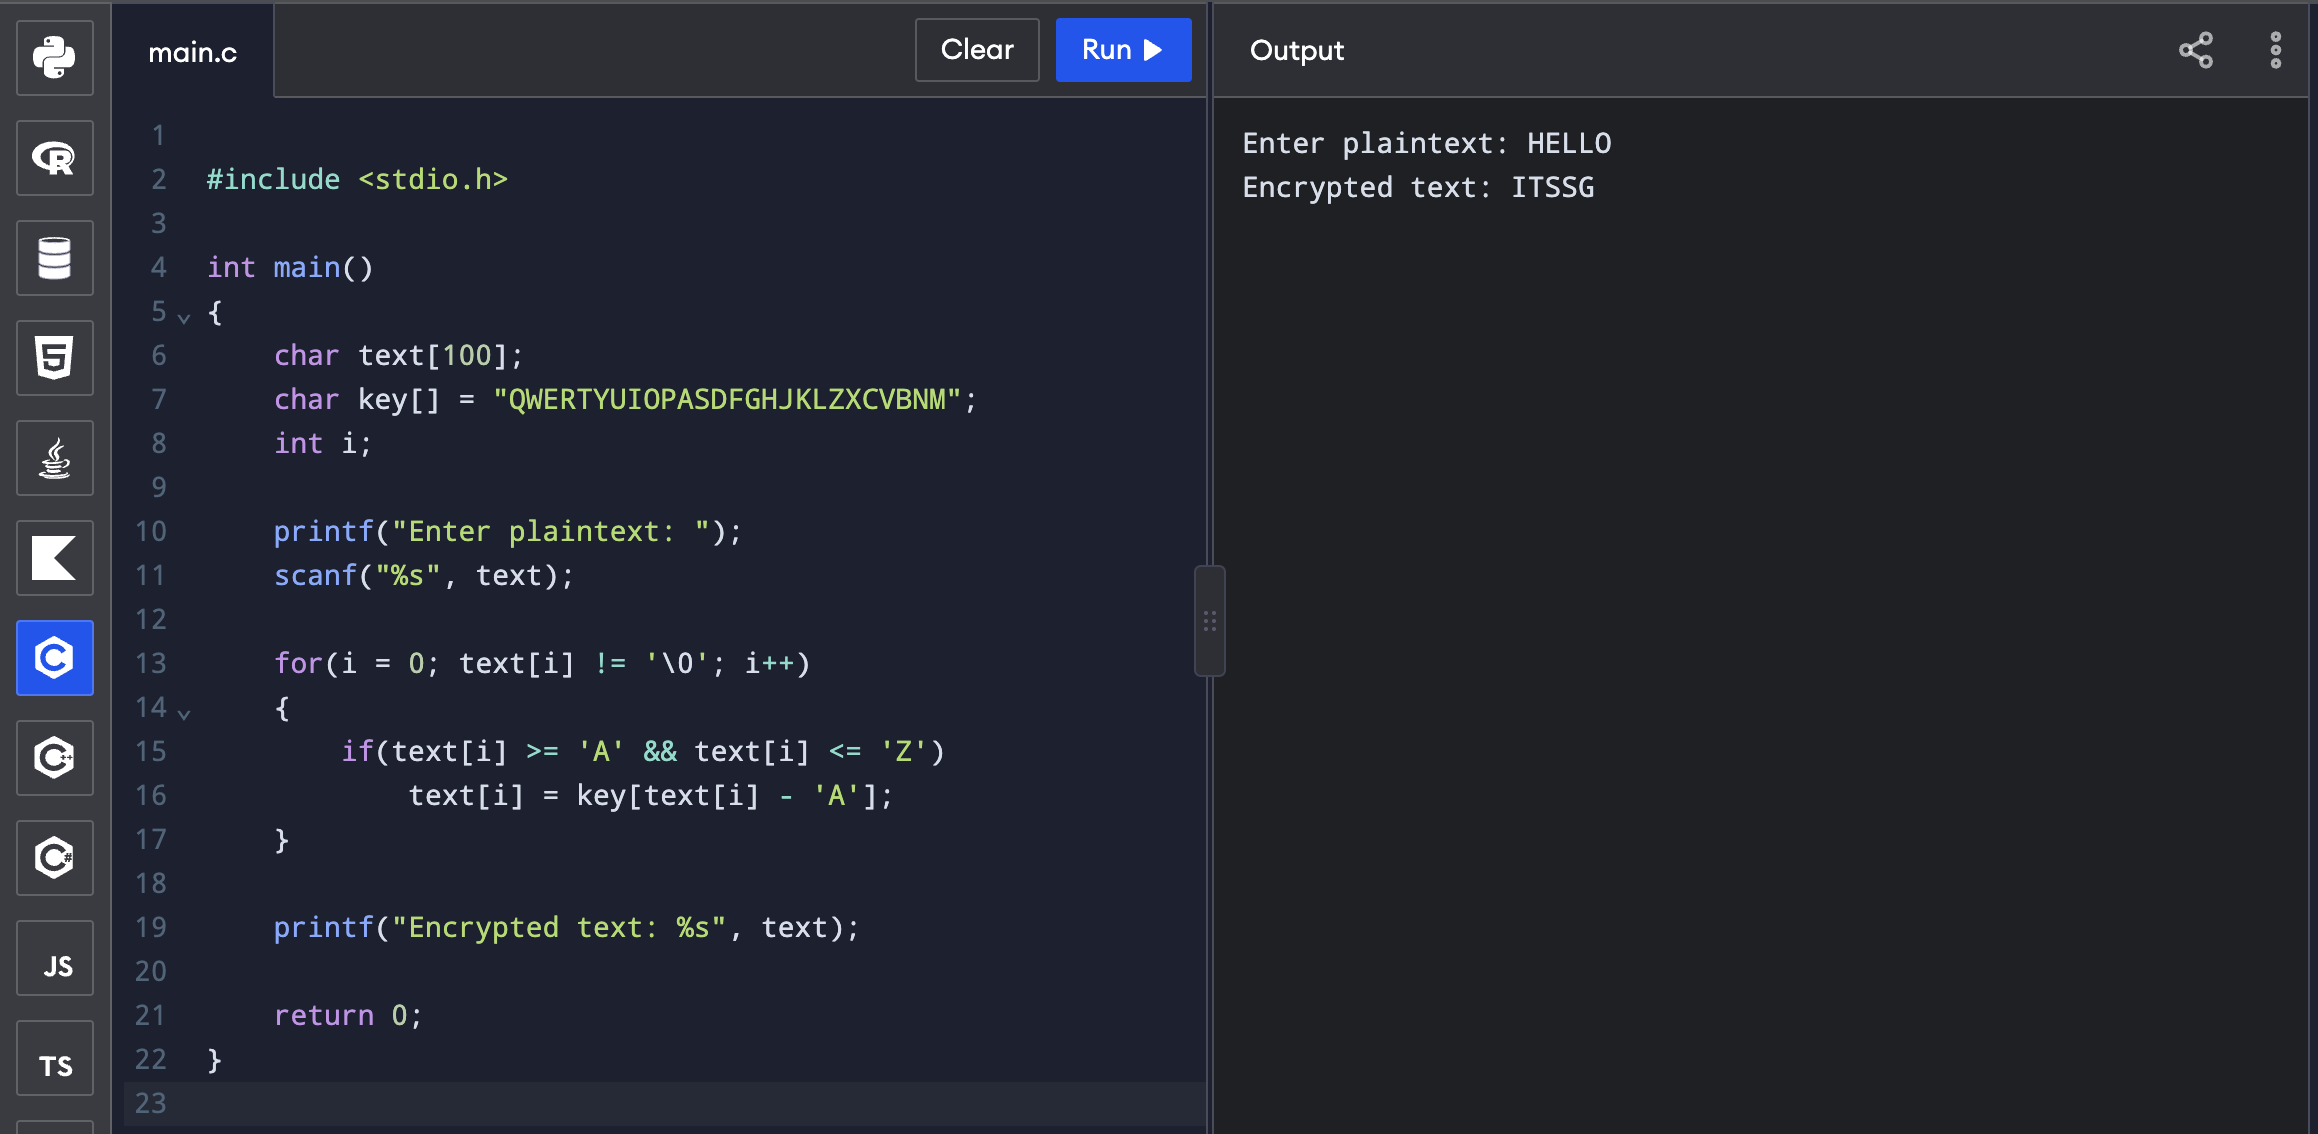 main.c
Clear
Run
Output
1
2 #include <stdio.h>
3
4 int main()
5 {
6     char text[100];
7     char key[] = "QWERTYUIOPASDFGHJKLZXCVBNM";
8     int i;
9
10     printf("Enter plaintext: ");
11     scanf("%s", text);
12
13     for(i = 0; text[i] != '\0'; i++)
14     {
15         if(text[i] >= 'A' && text[i] <= 'Z')
16             text[i] = key[text[i] - 'A'];
17     }
18
19     printf("Encrypted text: %s", text);
20
21     return 0;
22 }
23
Enter plaintext: HELLO
Encrypted text: ITSSG
R
5
C
C++
C#
JS
TS